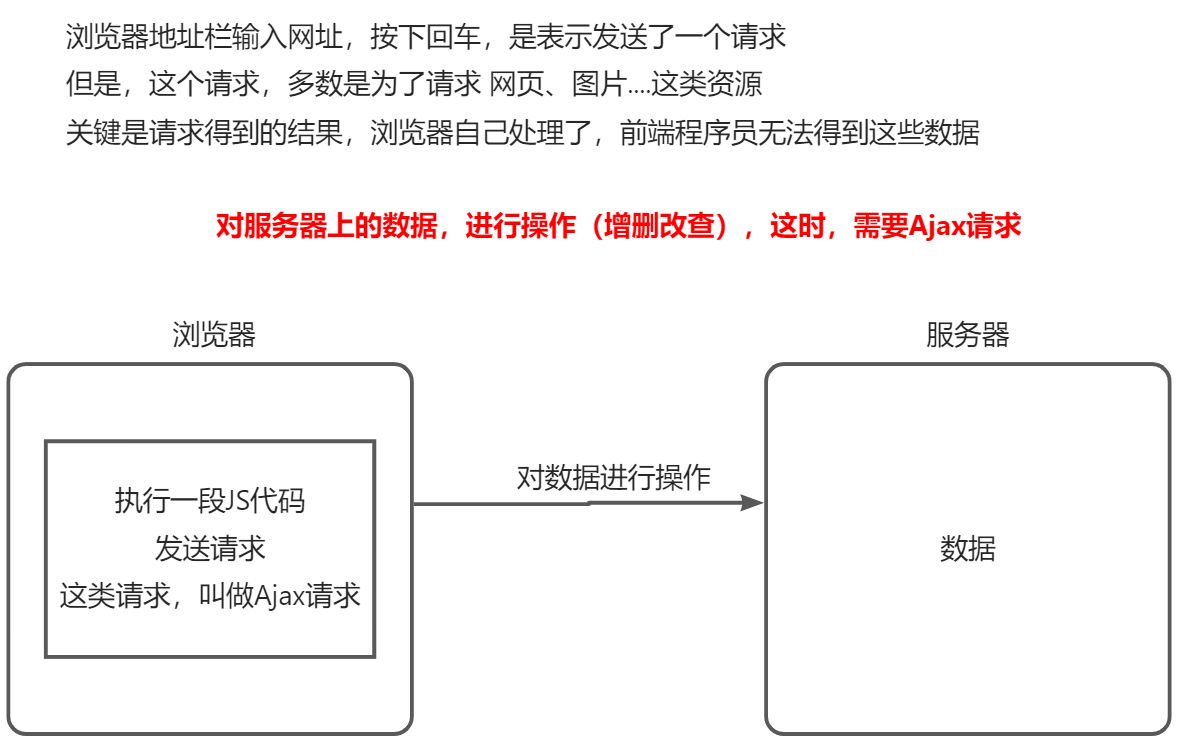 浏览器地址栏输入网址，按下回车，是表示发送了一个请求
但是，这个请求，多数是为了请求 网页、图片....这类资源
关键是请求得到的结果，浏览器自己处理了，前端程序员无法得到这些数据
对服务器上的数据，进行操作（增删改查），这时，需要Ajax请求
浏览器
服务器
执行一段JS代码
发送请求
这类请求，叫做Ajax请求
对数据进行操作
数据